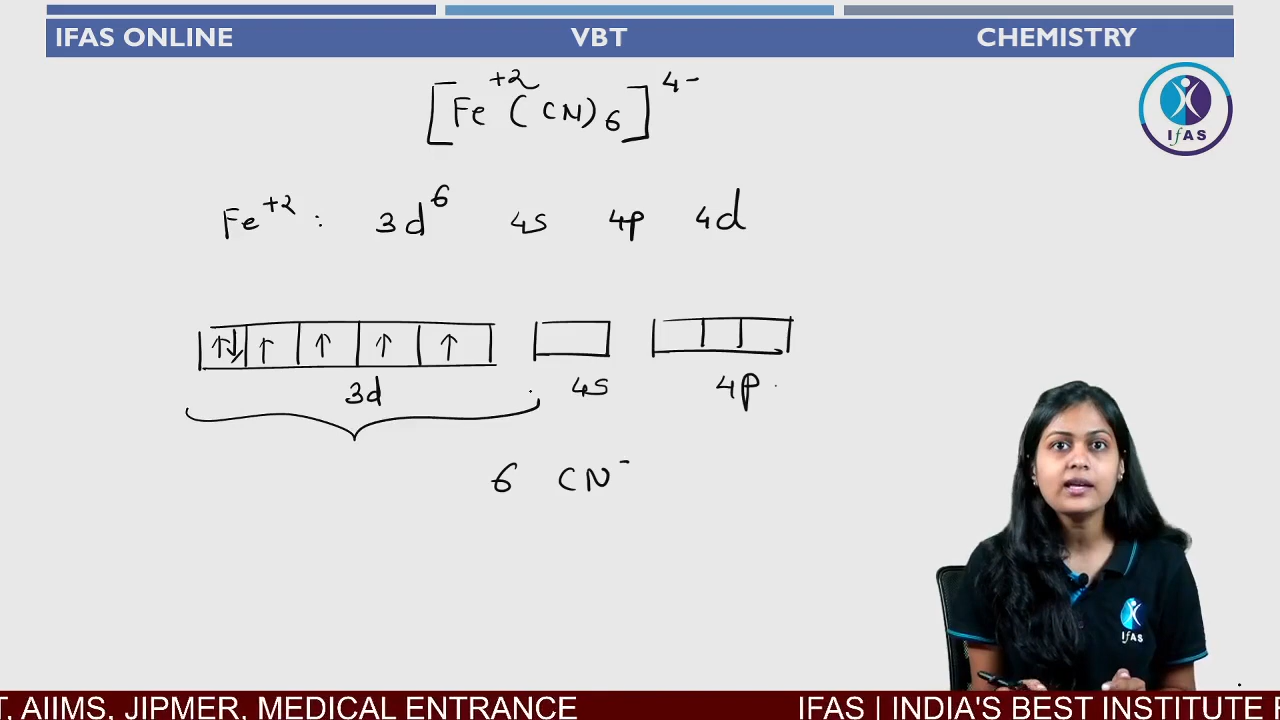 IFAS ONLINE VBT CHEMISTRY
[Fe⁺² (CN)₆]⁴⁻
IfAS
Fe⁺² : 3d⁶ 4s 4p 4d
↑↓ ↑ ↑ ↑ ↑
3d 4s 4p
6 CN⁻
IfAS
T, AIIMS, JIPMER, MEDICAL ENTRANCE IFAS | INDIA'S BEST INSTITUTE F